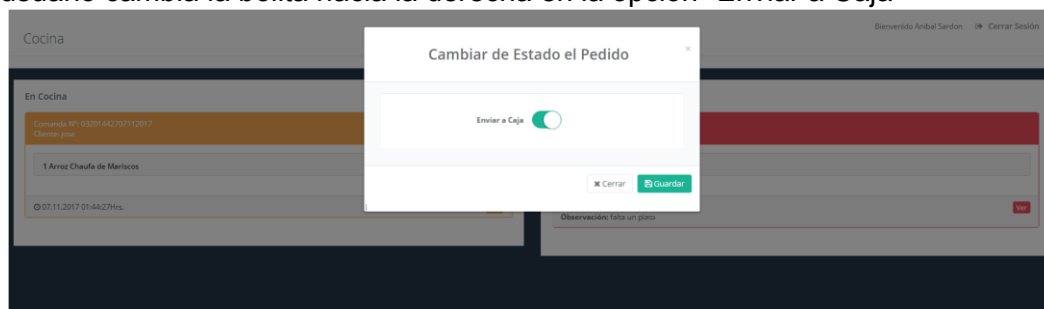 usuario cambia la bolita hacia la derecha en la opción "Enviar a Caja"
Cocina
Bienvenido Anibal Sardon
Cerrar Sesión
Cambiar de Estado el Pedido
×
En Cocina
Comanda Nº: 03201442707112017
Cliente: jose
Enviar a Caja
1 Arroz Chaufa de Mariscos
Cerrar
Guardar
07.11.2017 01:44:27Hrs.
Ver
Observación: falta un plato